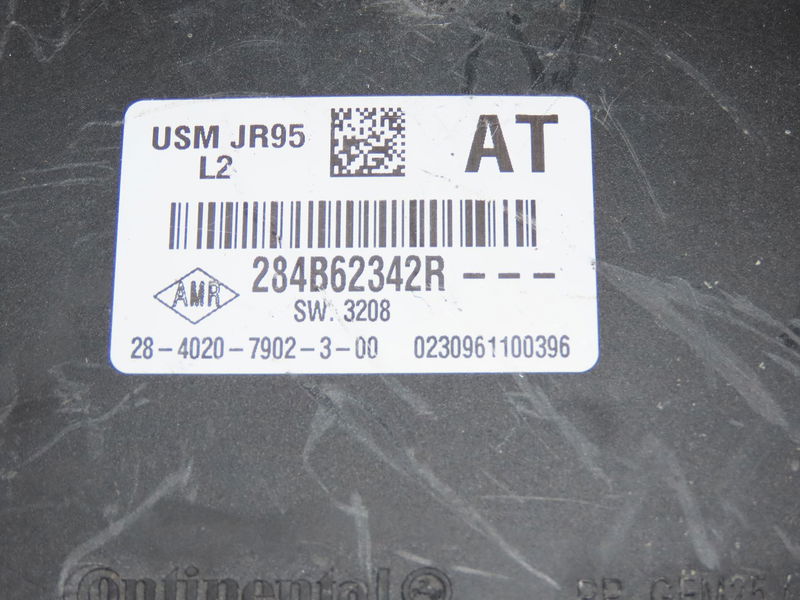 USM JR95 AT
L2
284B62342R ---
AMR
SW. 3208
28-4020-7902-3-00 0230961100396
Continental